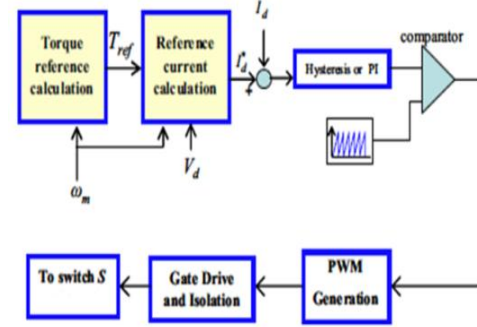 Torque
reference
calculation
T_ref
Reference
current
calculation
I_d
I*_d
+
Hysteresis or PI
comparator
ω_m
V_d
To switch S
Gate Drive
and Isolation
PWM
Generation